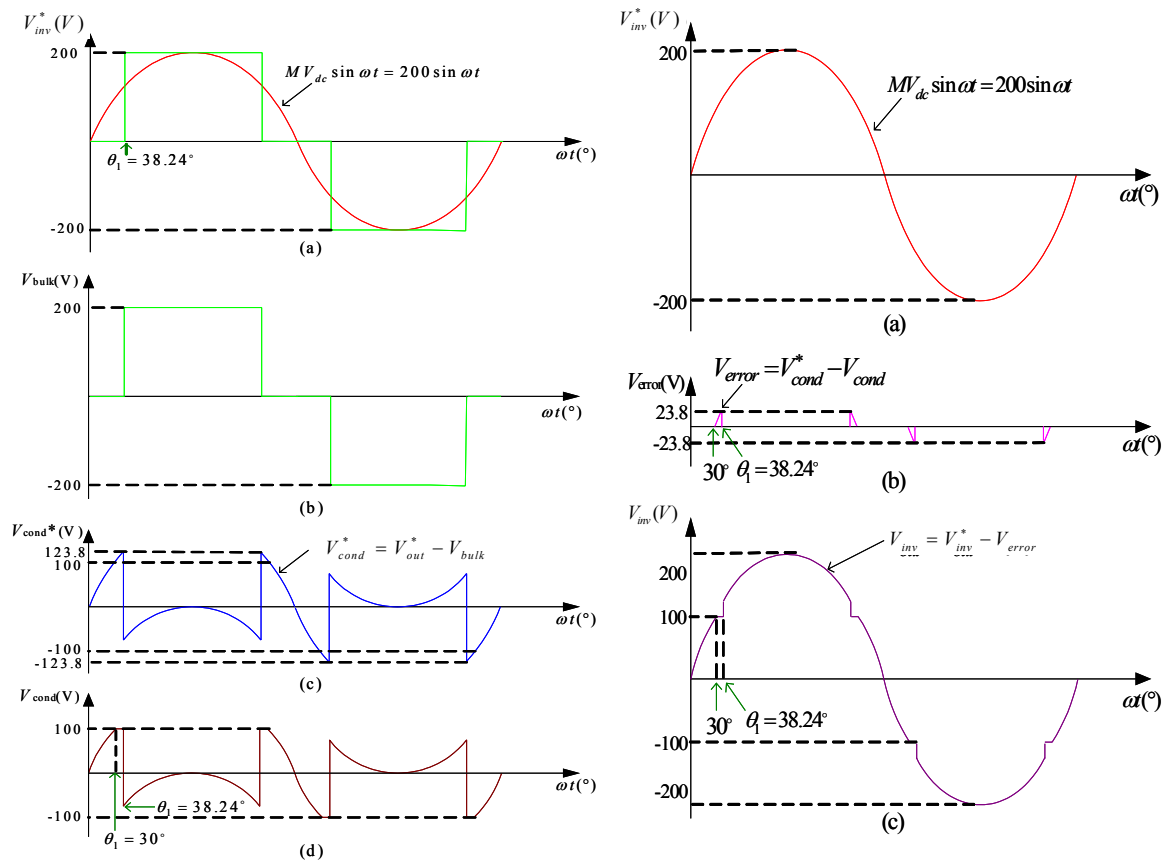 V*inv(V)
200
MVdc sin ωt = 200 sin ωt
θ1 = 38.24°
ωt(°)
-200
(a)
Vbulk(V)
200
ωt(°)
-200
(b)
Vcond*(V)
123.8
100
V*cond = V*out − Vbulk
ωt(°)
-100
-123.8
(c)
Vcond(V)
100
ωt(°)
θ1 = 38.24°
-100
θ1 = 30°
(d)
V*inv(V)
200
MVdc sinωt=200sinωt
ωt(°)
-200
(a)
Verror=V*cond−Vcond
Verror(V)
23.8
-23.8
ωt(°)
30° θ1=38.24°
(b)
Vinv(V)
Vinv = V*inv − Verror
200
100
ωt(°)
30° θ1=38.24°
-100
-200
(c)